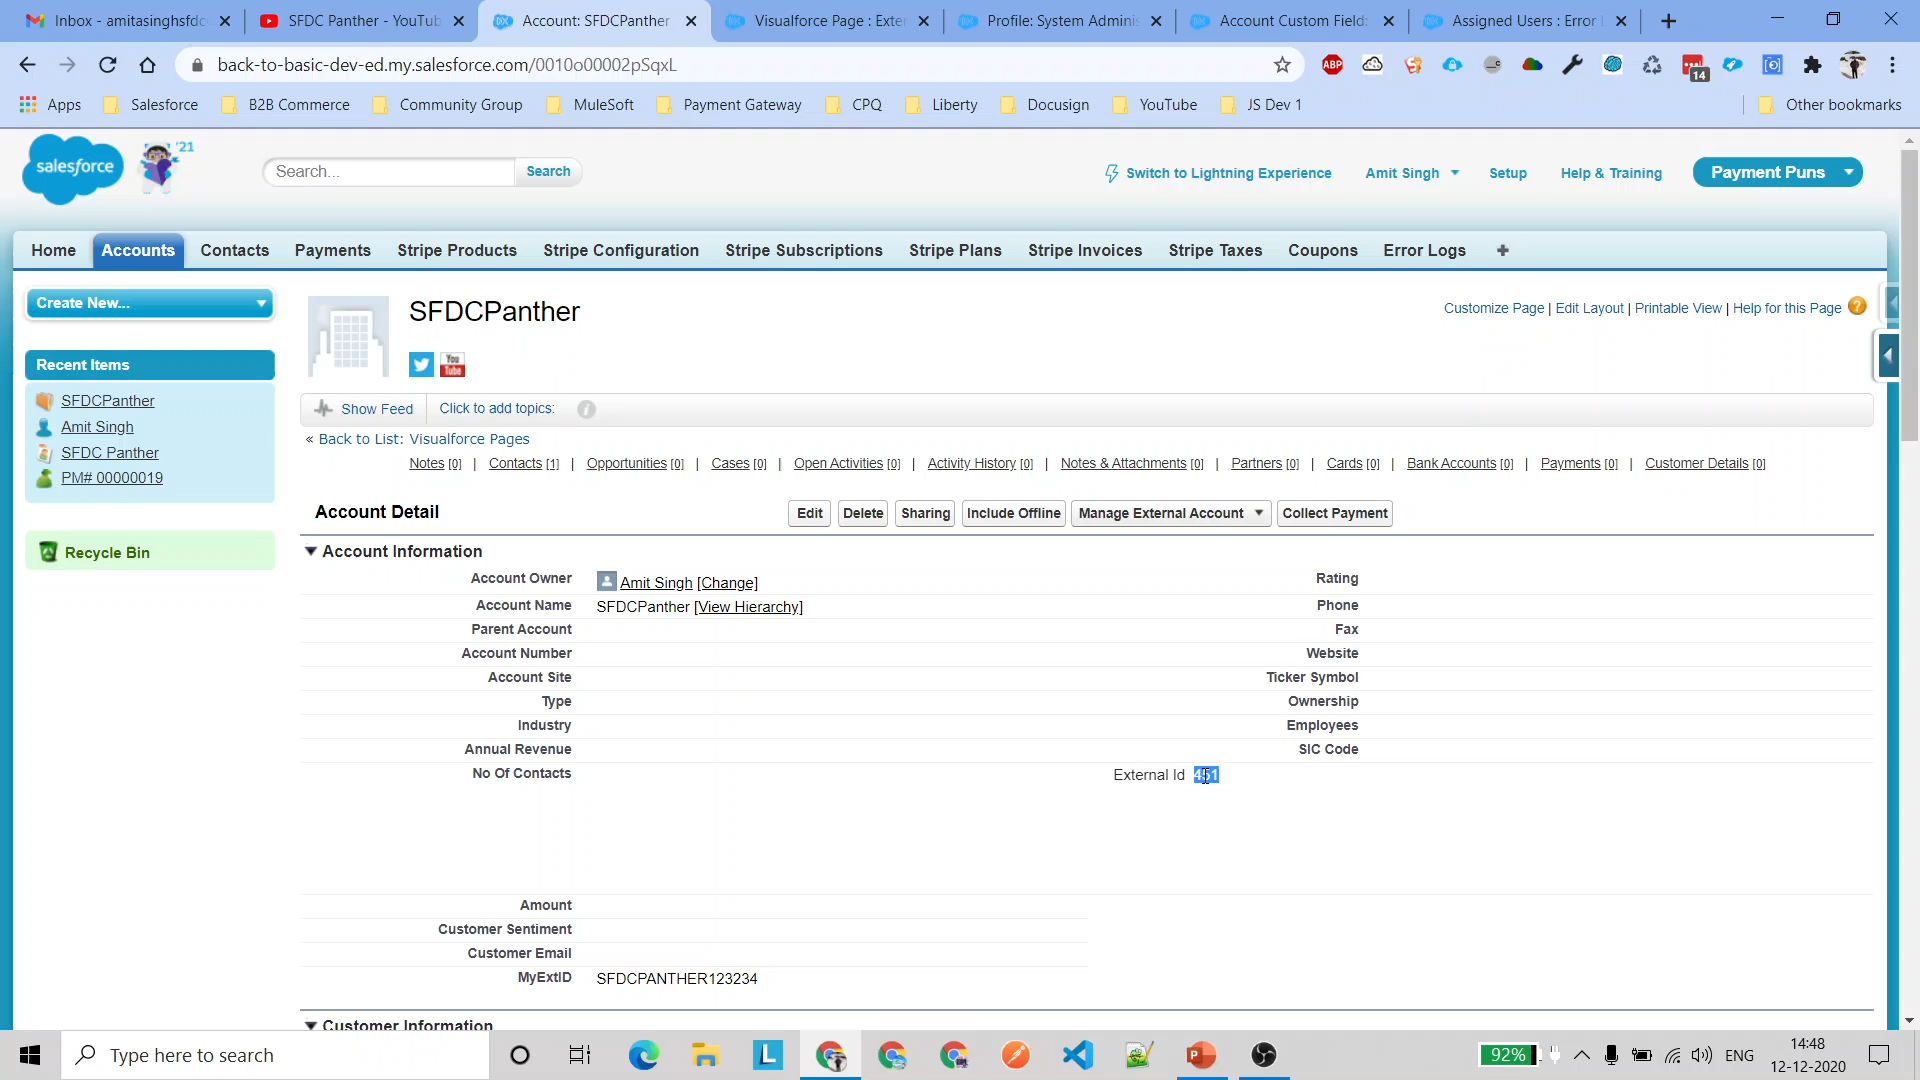 Inbox - amitasinghsfdc
SFDC Panther - YouTub
Account: SFDCPanther
Visualforce Page : Exter
Profile: System Adminis
Account Custom Field:
Assigned Users : Error L
back-to-basic-dev-ed.my.salesforce.com/0010o00002pSqxL
ABP
14
Apps
Salesforce
B2B Commerce
Community Group
MuleSoft
Payment Gateway
CPQ
Liberty
Docusign
YouTube
JS Dev 1
Other bookmarks
salesforce
'21
Search...
Search
Switch to Lightning Experience
Amit Singh
Setup
Help & Training
Payment Puns
Home
Accounts
Contacts
Payments
Stripe Products
Stripe Configuration
Stripe Subscriptions
Stripe Plans
Stripe Invoices
Stripe Taxes
Coupons
Error Logs
+
Create New...
Recent Items
SFDCPanther
Amit Singh
SFDC Panther
PM# 00000019
Recycle Bin
SFDCPanther
Customize Page | Edit Layout | Printable View | Help for this Page
You Tube
Show Feed
Click to add topics:
« Back to List: Visualforce Pages
Notes [0] | Contacts [1] | Opportunities [0] | Cases [0] | Open Activities [0] | Activity History [0] | Notes & Attachments [0] | Partners [0] | Cards [0] | Bank Accounts [0] | Payments [0] | Customer Details [0]
Account Detail
Edit
Delete
Sharing
Include Offline
Manage External Account
Collect Payment
Account Information
Account Owner Amit Singh [Change] Rating
Account Name SFDCPanther [View Hierarchy] Phone
Parent Account Fax
Account Number Website
Account Site Ticker Symbol
Type Ownership
Industry Employees
Annual Revenue SIC Code
No Of Contacts External Id 451
Amount
Customer Sentiment
Customer Email
MyExtID SFDCPANTHER123234
Customer Information
Type here to search
L
92%
ENG
14:48
12-12-2020